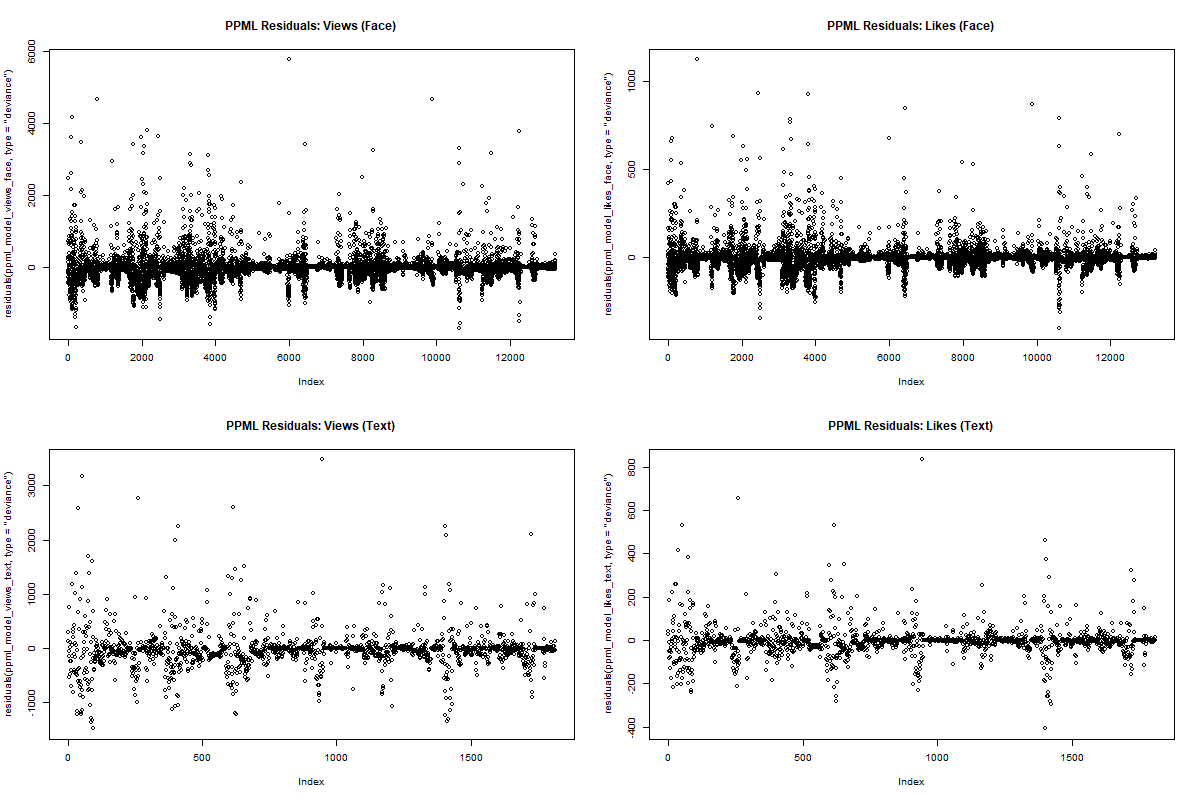 PPML Residuals: Views (Face)
residuals(ppml_model_views_face, type = "deviance")
6000
4000
2000
0
0 2000 4000 6000 8000 10000 12000
Index
PPML Residuals: Likes (Face)
residuals(ppml_model_likes_face, type = "deviance")
1000
500
0
0 2000 4000 6000 8000 10000 12000
Index
PPML Residuals: Views (Text)
residuals(ppml_model_views_text, type = "deviance")
3000
2000
1000
0
-1000
0 500 1000 1500
Index
PPML Residuals: Likes (Text)
residuals(ppml_model_likes_text, type = "deviance")
800
600
400
200
0
-200
-400
0 500 1000 1500
Index